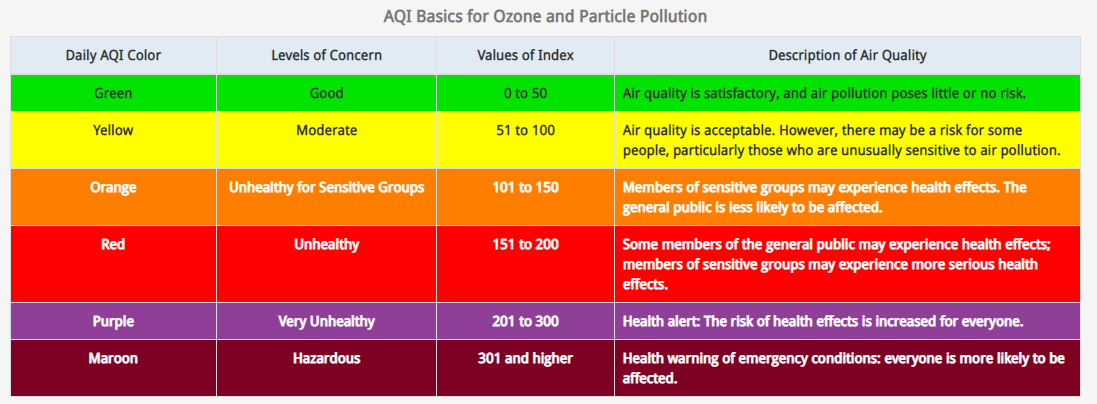 AQI Basics for Ozone and Particle Pollution
Daily AQI Color Levels of Concern Values of Index Description of Air Quality
Green Good 0 to 50 Air quality is satisfactory, and air pollution poses little or no risk.
Yellow Moderate 51 to 100 Air quality is acceptable. However, there may be a risk for some
people, particularly those who are unusually sensitive to air pollution.
Orange Unhealthy for Sensitive Groups 101 to 150 Members of sensitive groups may experience health effects. The
general public is less likely to be affected.
Red Unhealthy 151 to 200 Some members of the general public may experience health effects;
members of sensitive groups may experience more serious health
effects.
Purple Very Unhealthy 201 to 300 Health alert: The risk of health effects is increased for everyone.
Maroon Hazardous 301 and higher Health warning of emergency conditions: everyone is more likely to be
affected.